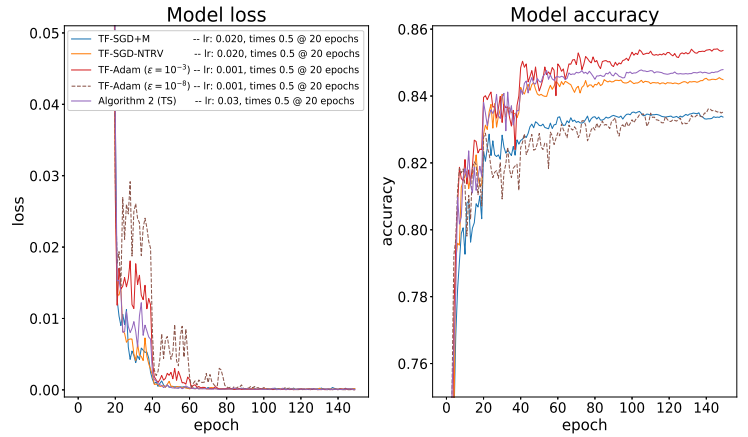 Model loss
0.05
0.04
0.03
0.02
0.01
0.00
loss
TF-SGD+M -- lr: 0.020, times 0.5 @ 20 epochs
TF-SGD-NTRV -- lr: 0.020, times 0.5 @ 20 epochs
TF-Adam (ε = 10⁻³) -- lr: 0.001, times 0.5 @ 20 epochs
TF-Adam (ε = 10⁻⁸) -- lr: 0.001, times 0.5 @ 20 epochs
Algorithm 2 (TS) -- lr: 0.03, times 0.5 @ 20 epochs
0 20 40 60 80 100 120 140
epoch
Model accuracy
0.86
0.84
0.82
0.80
0.78
0.76
accuracy
0 20 40 60 80 100 120 140
epoch